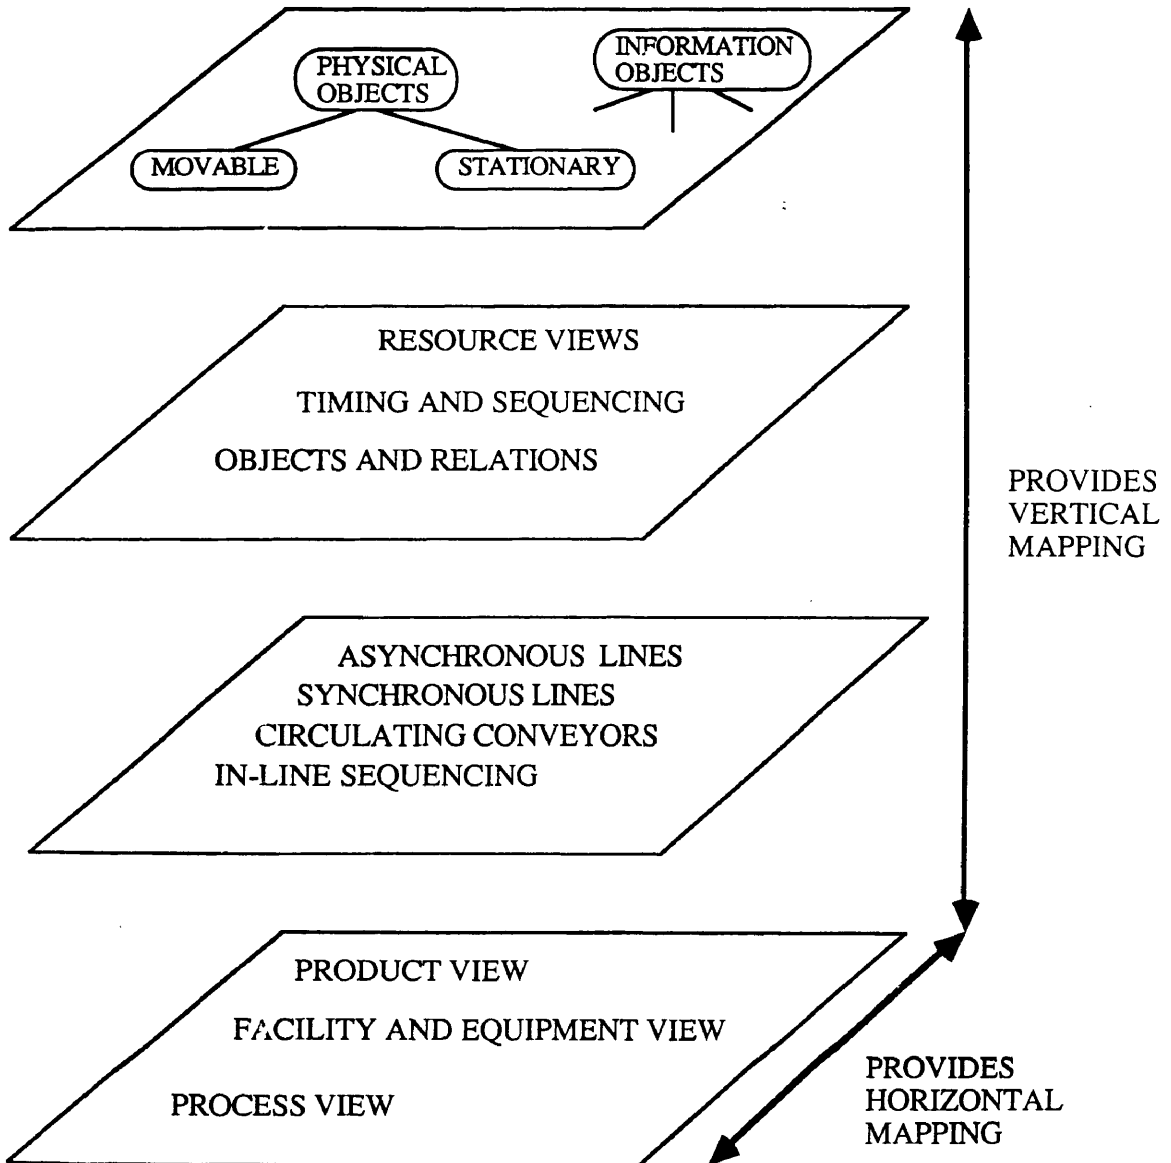 PHYSICAL
OBJECTS
INFORMATION
OBJECTS
MOVABLE
STATIONARY
RESOURCE VIEWS
TIMING AND SEQUENCING
OBJECTS AND RELATIONS
PROVIDES
VERTICAL
MAPPING
ASYNCHRONOUS LINES
SYNCHRONOUS LINES
CIRCULATING CONVEYORS
IN-LINE SEQUENCING
PRODUCT VIEW
FACILITY AND EQUIPMENT VIEW
PROCESS VIEW
PROVIDES
HORIZONTAL
MAPPING